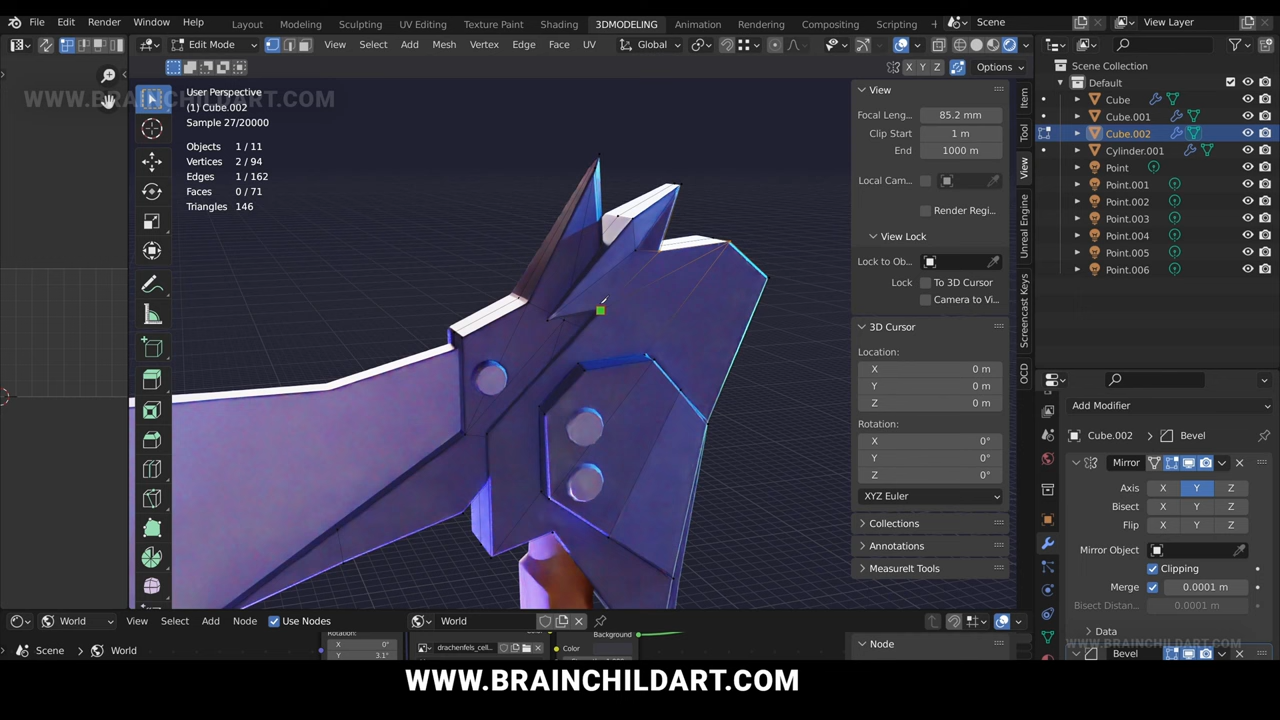 File Edit Render Window Help Layout Modeling Sculpting UV Editing Texture Paint Shading 3DMODELING Animation Rendering Compositing Scripting + Scene View Layer
Edit Mode View Select Add Mesh Vertex Edge Face UV Global
X Y Z Options
WWW.BRAINCHILDART.COM
User Perspective
(1) Cube.002
Sample 27/20000
Objects 1 / 11
Vertices 2 / 94
Edges 1 / 162
Faces 0 / 71
Triangles 146
View
Focal Leng... 85.2 mm
Clip Start 1 m
End 1000 m
Local Cam...
Render Regi...
View Lock
Lock to Ob...
Lock To 3D Cursor
Camera to Vi...
3D Cursor
Location:
X 0 m
Y 0 m
Z 0 m
Rotation:
X 0°
Y 0°
Z 0°
XYZ Euler
Collections
Annotations
MeasureIt Tools
Item
Tool
View
Unreal Engine
Screencast Keys
OCD
Scene Collection
Default
Cube
Cube.001
Cube.002
Cylinder.001
Point
Point.001
Point.002
Point.003
Point.004
Point.005
Point.006
Add Modifier
Cube.002 Bevel
Mirror
Axis X Y Z
Bisect X Y Z
Flip X Y Z
Mirror Object
Clipping
Merge 0.0001 m
Bisect Distan... 0.0001 m
Data
WWW.BRAINCHILDART.COM
Bevel
World View Select Add Node Use Nodes World
Scene World
Rotation:
X 0°
Y 3.1°
drachenfels_cell...
Color
Background
Node
WWW.BRAINCHILDART.COM